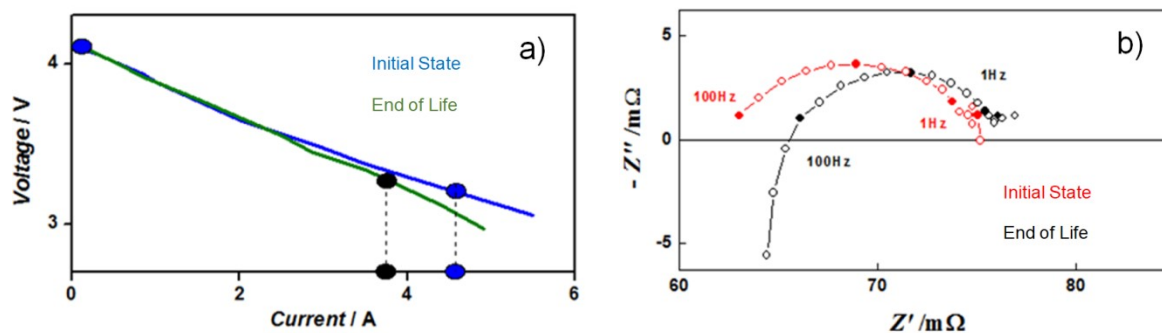 a)
Initial State
End of Life
4
3
Voltage / V
0
2
4
6
Current / A
b)
5
0
-5
- Z'' /mΩ
100Hz
1Hz
1Hz
100Hz
Initial State
End of Life
60
70
80
Z' /mΩ